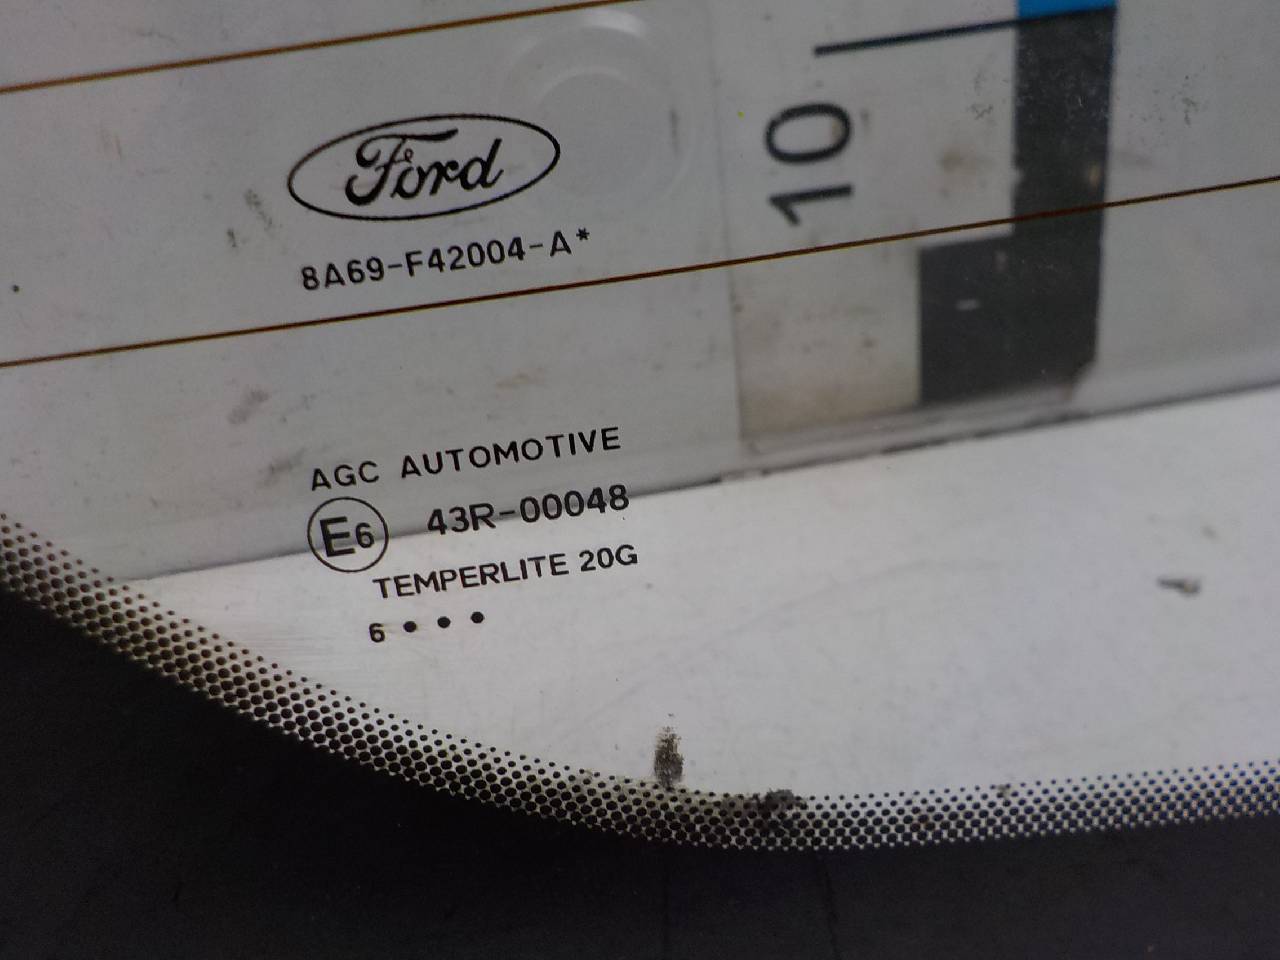 Ford
8A69-F42004-A*
10
AGC AUTOMOTIVE
E6 43R-00048
TEMPERLITE 20G
6 • • •